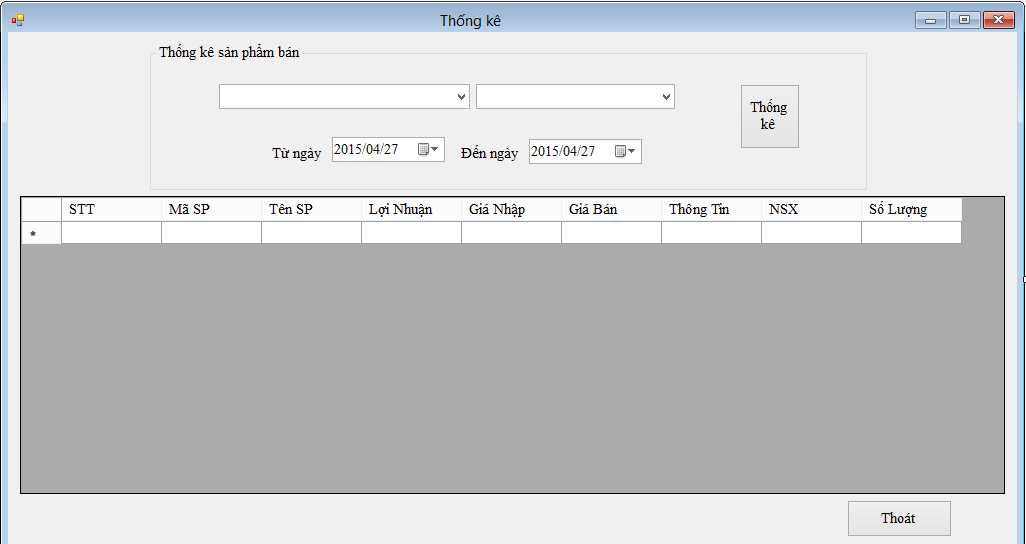 Thống kê
Thống kê sản phẩm bán
Thống
kê
Từ ngày 2015/04/27 Đến ngày 2015/04/27
STT Mã SP Tên SP Lợi Nhuận Giá Nhập Giá Bán Thông Tin NSX Số Lượng
*
Thoát